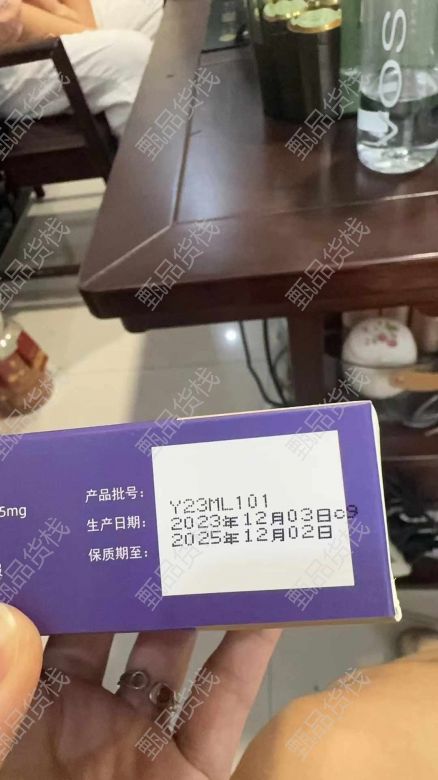 VOSS
5mg
产品批号： Y23ML101
生产日期： 2023年12月03日c9
保质期至： 2025年12月02日
甄品货栈